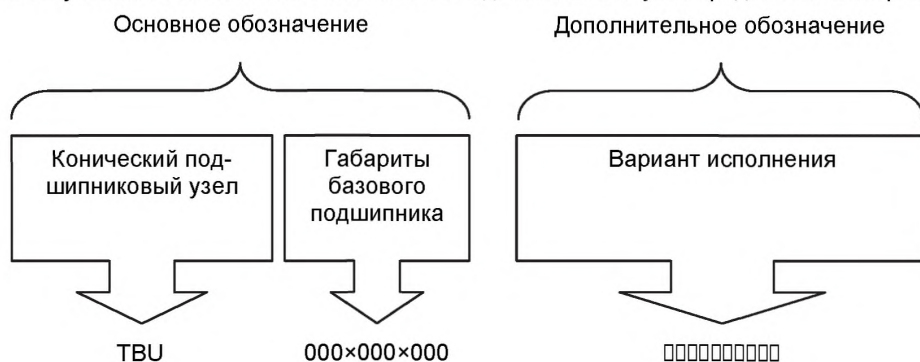 Основное обозначение
Дополнительное обозначение
Конический под-
шипниковый узел
Габариты
базового
подшипника
Вариант исполнения
TBU
000×000×000
▯▯▯▯▯▯▯▯▯▯